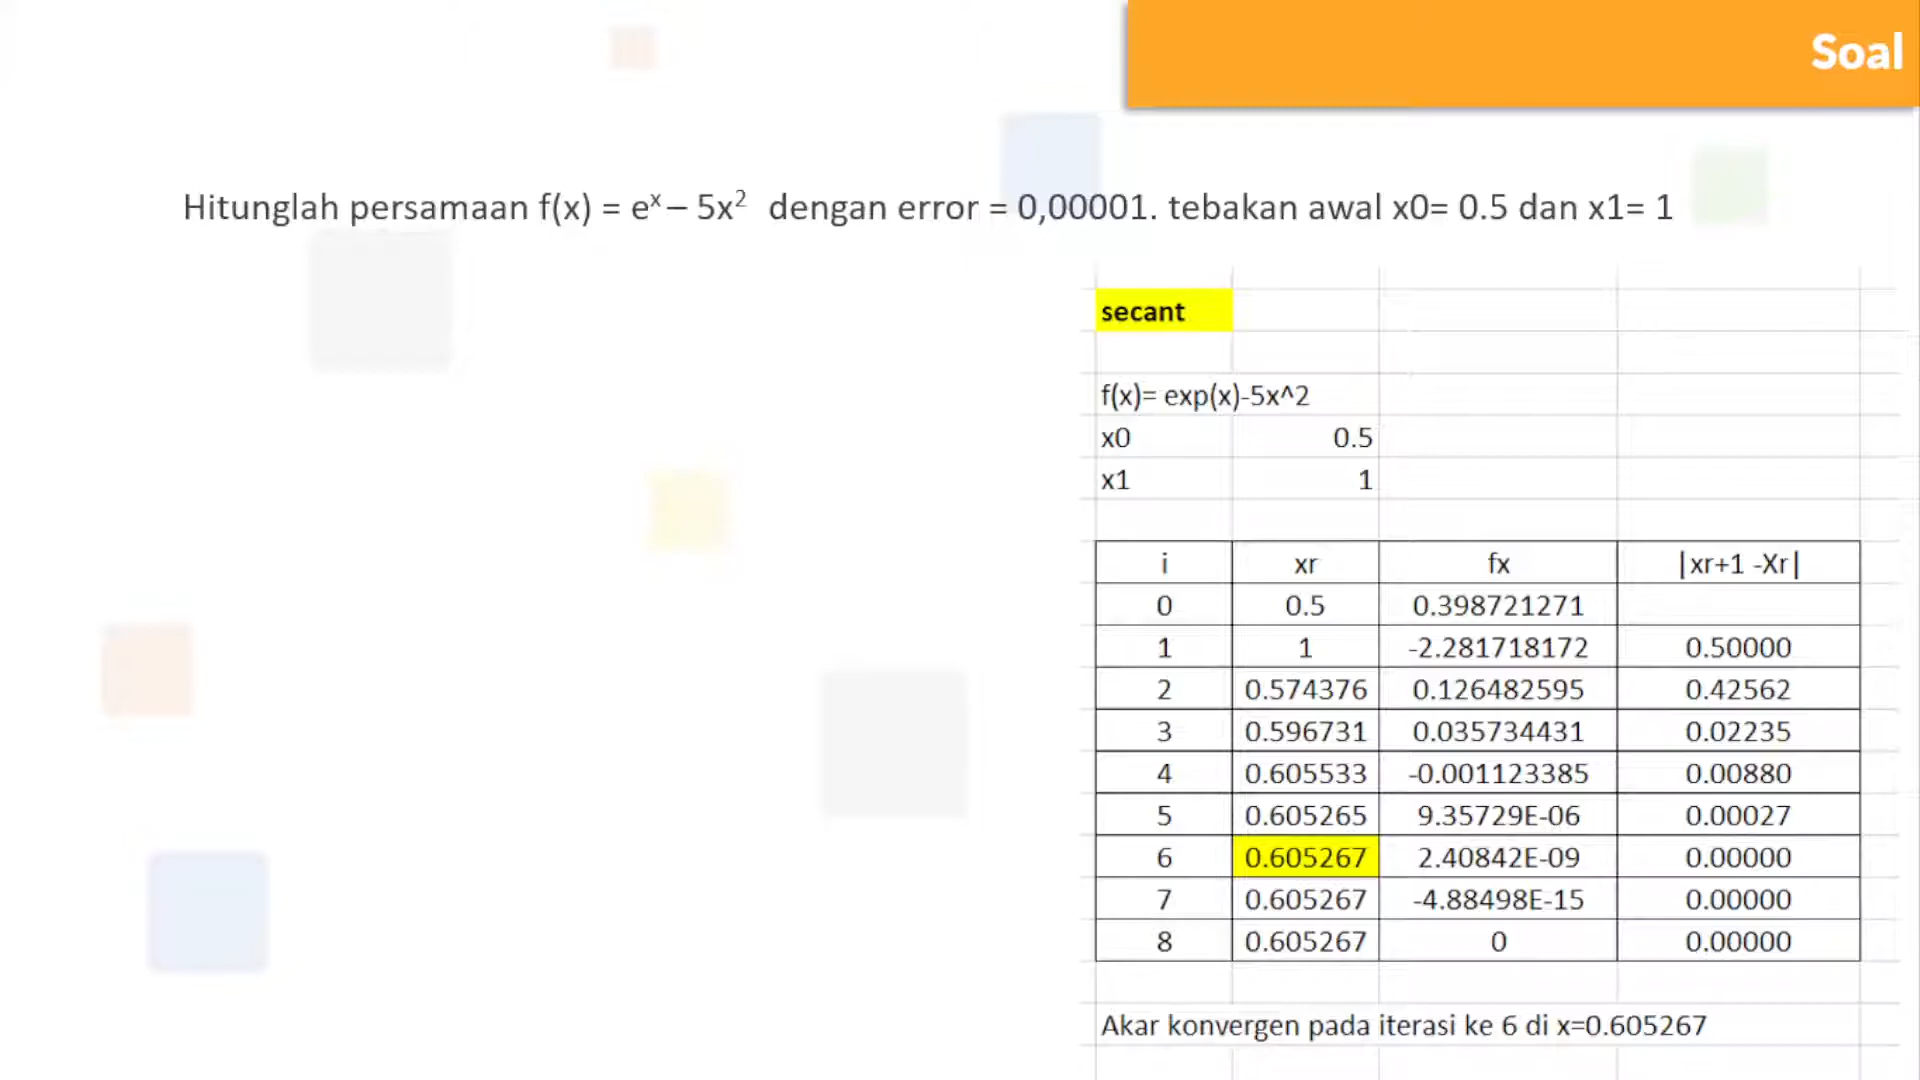 Soal
Hitunglah persamaan f(x) = eˣ – 5x² dengan error = 0,00001. tebakan awal x0= 0.5 dan x1= 1
secant
f(x)= exp(x)-5x^2
x0 0.5
x1 1
i xr fx |xr+1 -Xr|
0 0.5 0.398721271
1 1 -2.281718172 0.50000
2 0.574376 0.126482595 0.42562
3 0.596731 0.035734431 0.02235
4 0.605533 -0.001123385 0.00880
5 0.605265 9.35729E-06 0.00027
6 0.605267 2.40842E-09 0.00000
7 0.605267 -4.88498E-15 0.00000
8 0.605267 0 0.00000
Akar konvergen pada iterasi ke 6 di x=0.605267